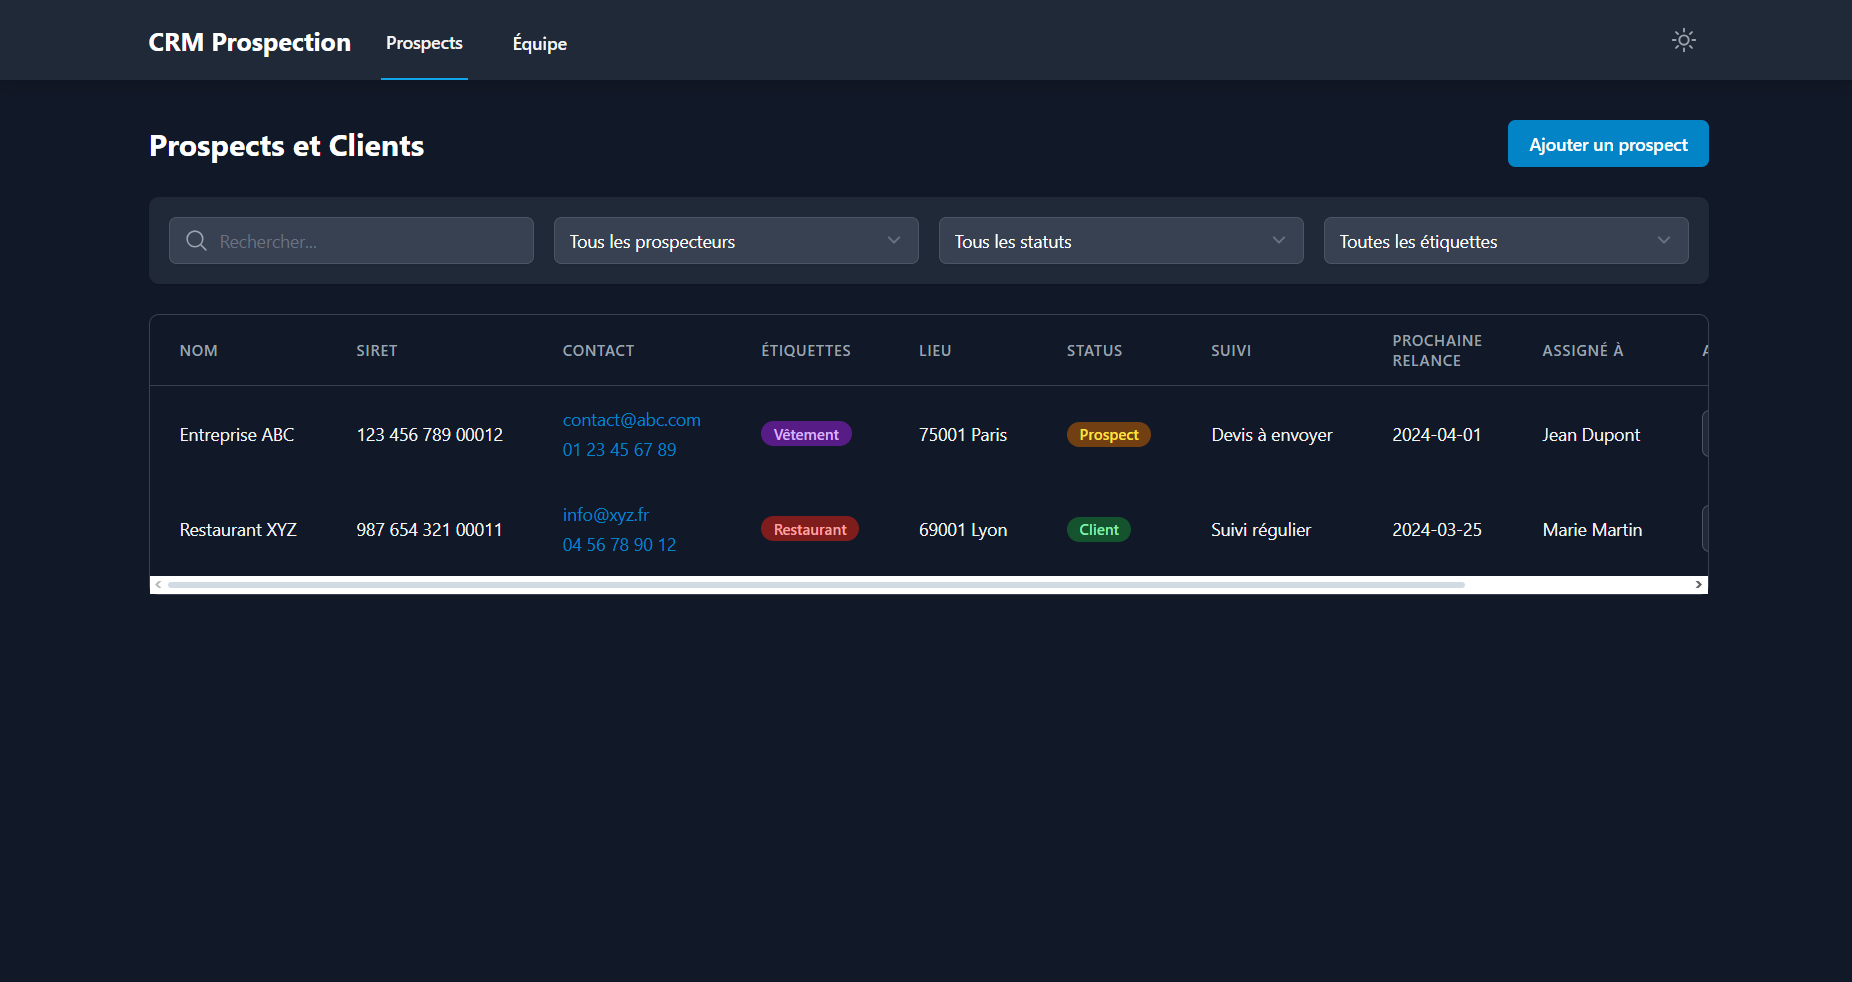 CRM Prospection Prospects Équipe
Prospects et Clients
Ajouter un prospect
Rechercher... Tous les prospecteurs Tous les statuts Toutes les étiquettes
NOM SIRET CONTACT ÉTIQUETTES LIEU STATUS SUIVI PROCHAINE RELANCE ASSIGNÉ À
Entreprise ABC 123 456 789 00012 contact@abc.com 01 23 45 67 89 Vêtement 75001 Paris Prospect Devis à envoyer 2024-04-01 Jean Dupont
Restaurant XYZ 987 654 321 00011 info@xyz.fr 04 56 78 90 12 Restaurant 69001 Lyon Client Suivi régulier 2024-03-25 Marie Martin